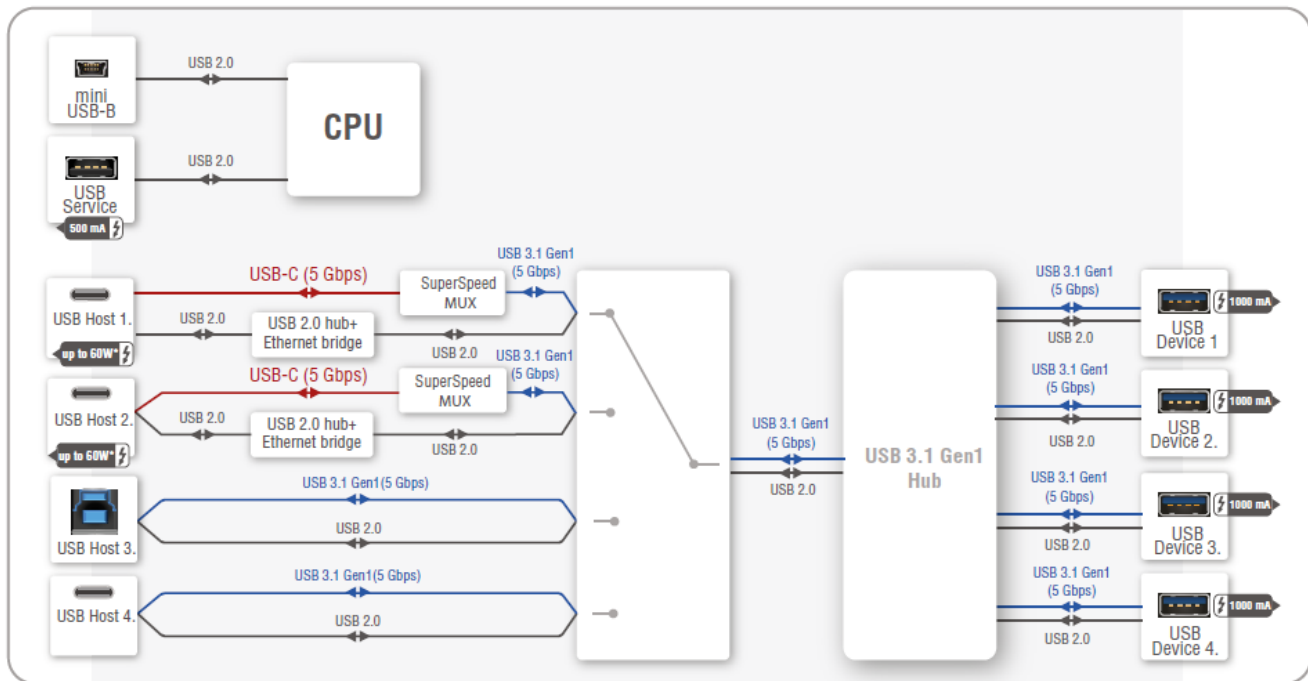 mini
USB-B
USB 2.0
CPU
USB
Service
500 mA
USB 2.0
USB Host 1.
up to 60W*
USB-C (5 Gbps)
SuperSpeed
MUX
USB 3.1 Gen1
(5 Gbps)
USB 2.0
USB 2.0 hub+
Ethernet bridge
USB 2.0
USB Host 2.
up to 60W*
USB-C (5 Gbps)
SuperSpeed
MUX
USB 3.1 Gen1
(5 Gbps)
USB 2.0
USB 2.0 hub+
Ethernet bridge
USB 2.0
USB Host 3.
USB 3.1 Gen1(5 Gbps)
USB 2.0
USB Host 4.
USB 3.1 Gen1(5 Gbps)
USB 2.0
USB 3.1 Gen1
(5 Gbps)
USB 2.0
USB 3.1 Gen1
Hub
USB 3.1 Gen1
(5 Gbps)
USB 2.0
USB
Device 1
1000 mA
USB 3.1 Gen1
(5 Gbps)
USB 2.0
USB
Device 2.
1000 mA
USB 3.1 Gen1
(5 Gbps)
USB 2.0
USB
Device 3.
1000 mA
USB 3.1 Gen1
(5 Gbps)
USB 2.0
USB
Device 4.
1000 mA